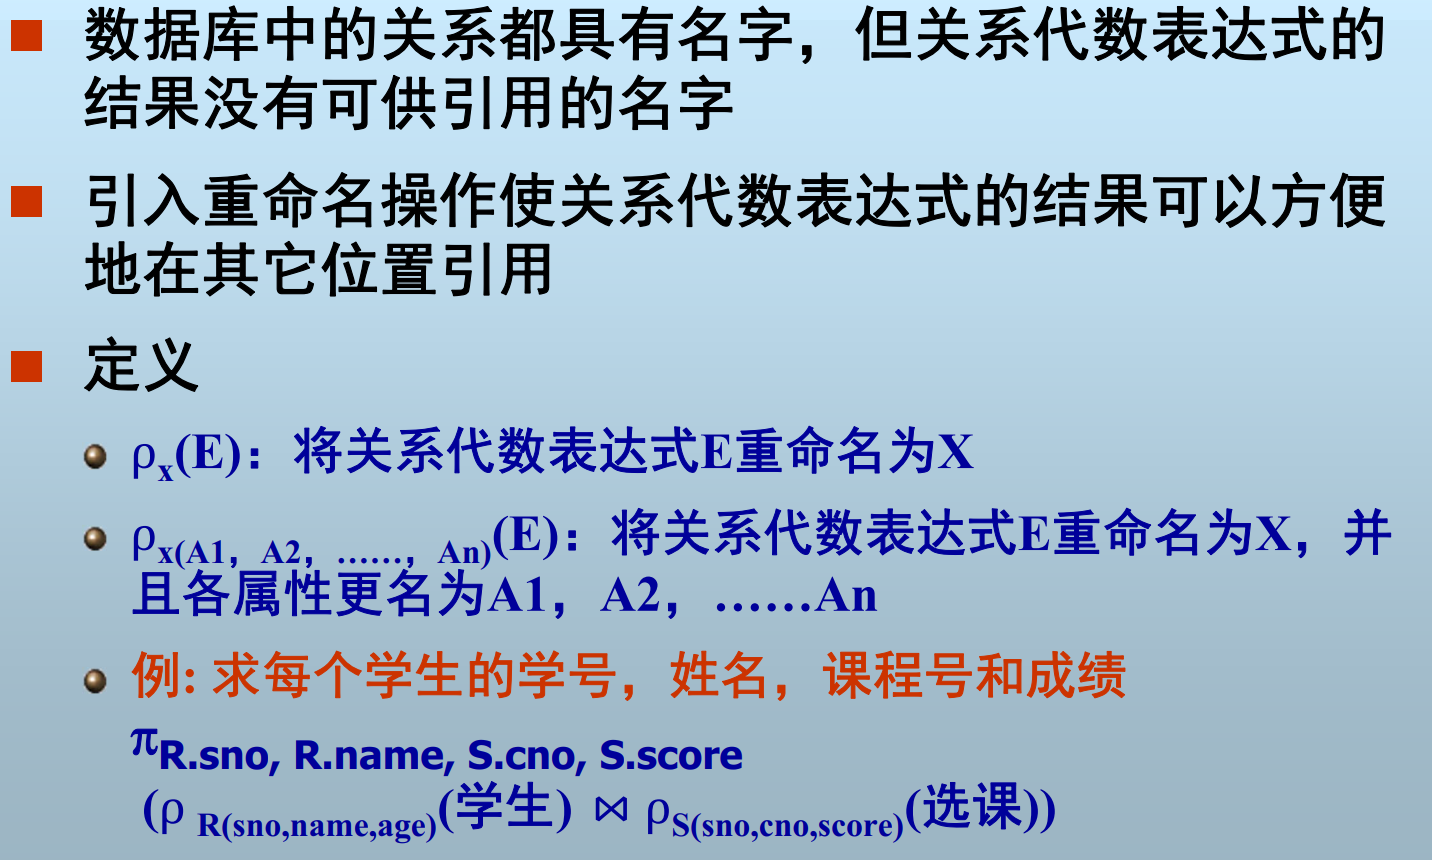 数据库中的关系都具有名字，但关系代数表达式的
结果没有可供引用的名字
引入重命名操作使关系代数表达式的结果可以方便
地在其它位置引用
定义
ρx(E)：将关系代数表达式E重命名为X
ρx(A1，A2，……，An)(E)：将关系代数表达式E重命名为X，并
且各属性更名为A1，A2，……An
例: 求每个学生的学号，姓名，课程号和成绩
πR.sno, R.name, S.cno, S.score
(ρ R(sno,name,age)(学生) ⋈ ρS(sno,cno,score)(选课))